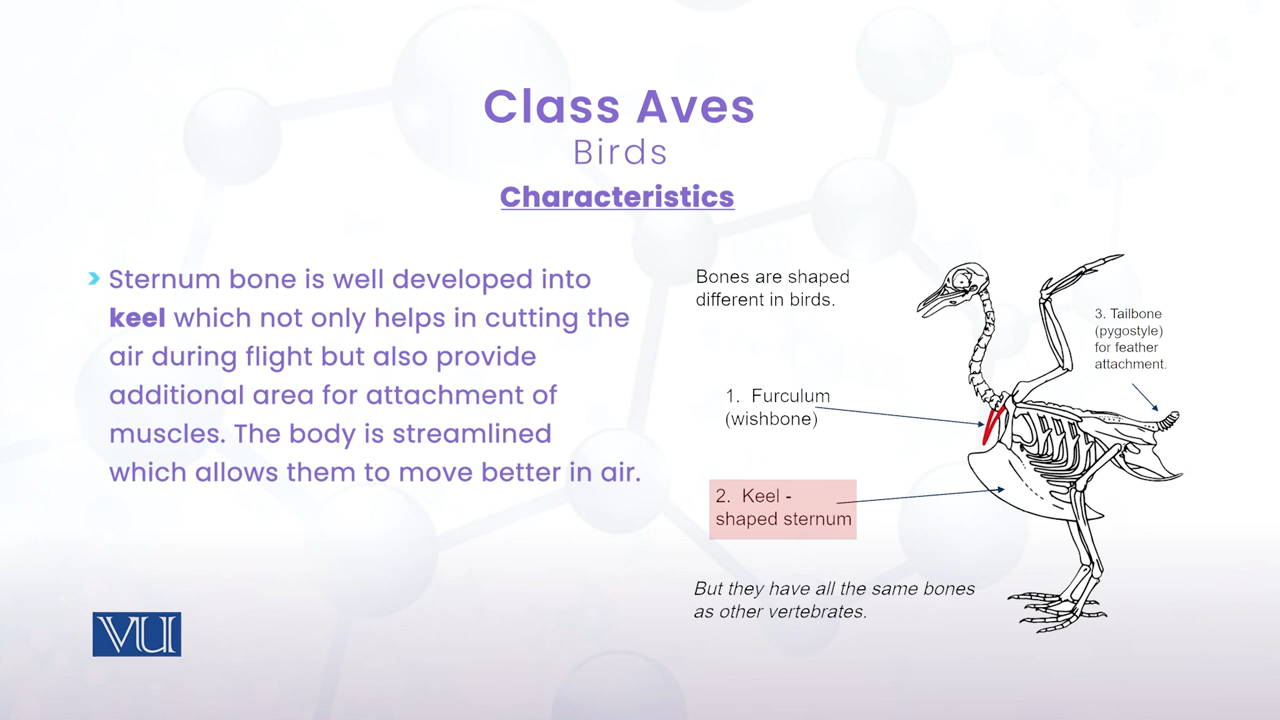 Class Aves
Birds
Characteristics
Sternum bone is well developed into
keel which not only helps in cutting the
air during flight but also provide
additional area for attachment of
muscles. The body is streamlined
which allows them to move better in air.
Bones are shaped
different in birds.
1. Furculum
(wishbone)
2. Keel -
shaped sternum
3. Tailbone
(pygostyle)
for feather
attachment.
But they have all the same bones
as other vertebrates.
VU